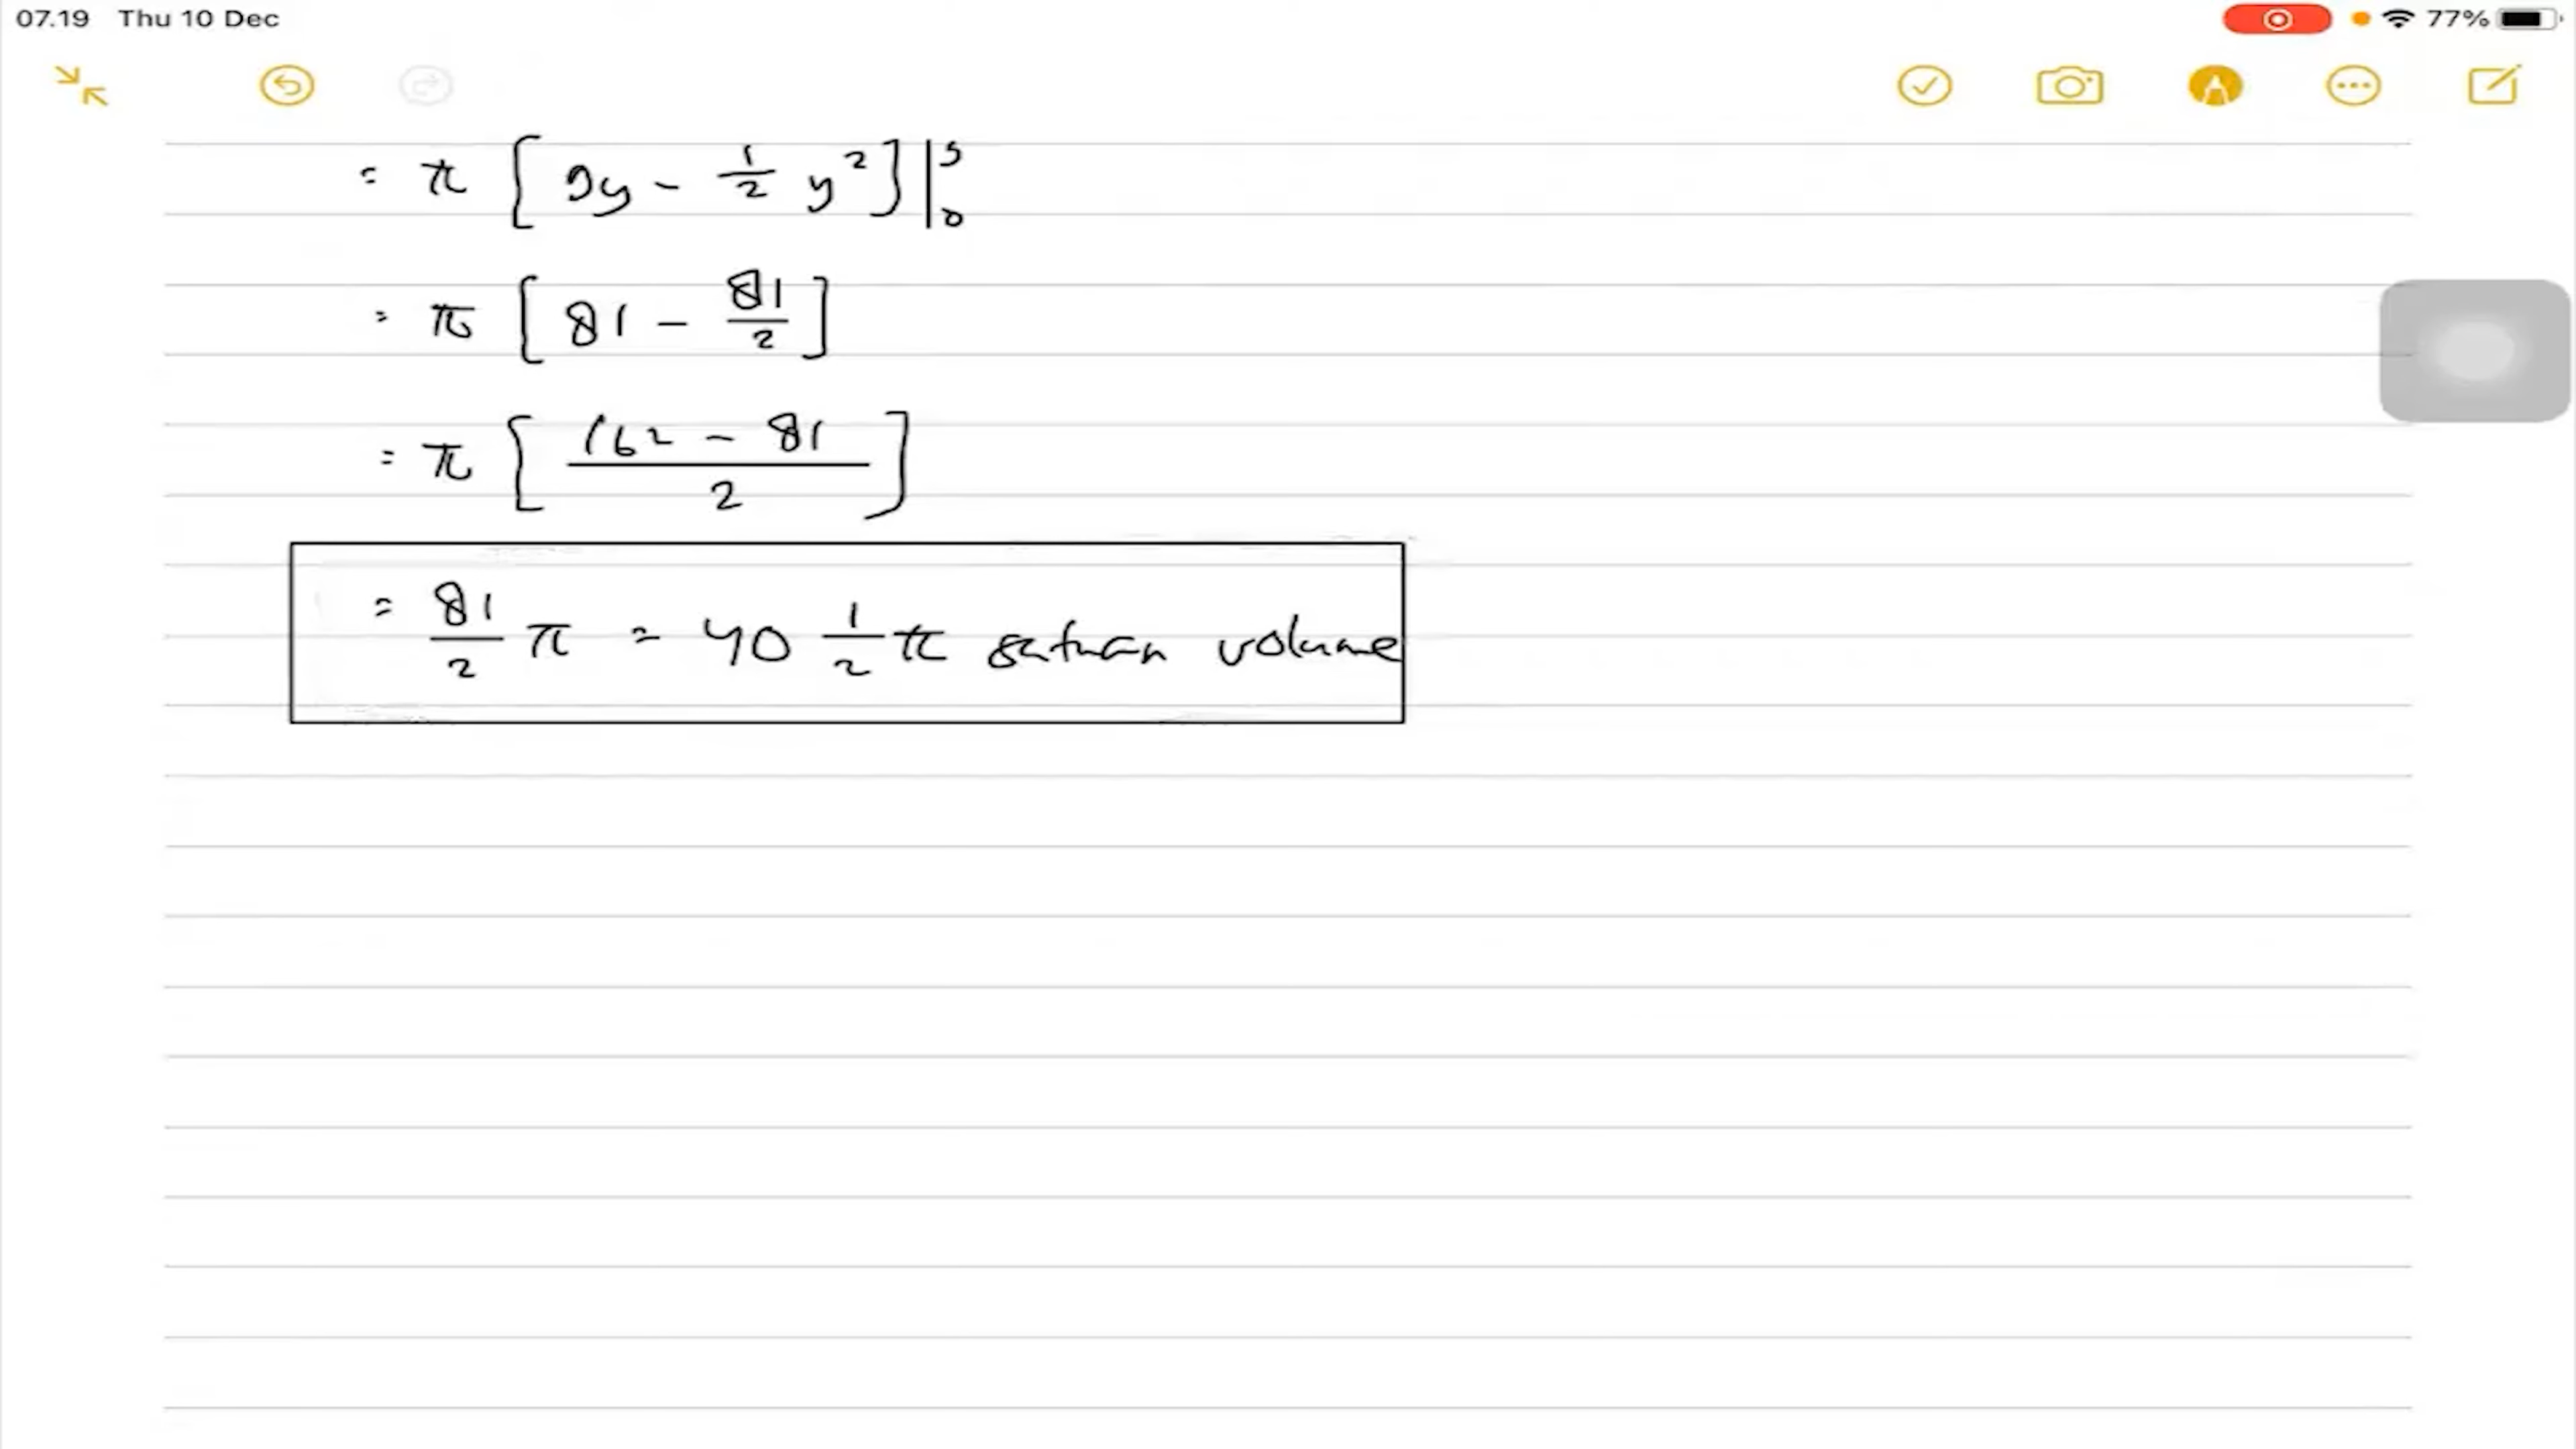 07.19 Thu 10 Dec 77%
= π [ 9y - 1/2 y² ] |⁹₀
= π [ 81 - 81/2 ]
= π [ (162 - 81)/2 ]
= 81/2 π = 40 1/2 π satuan volume